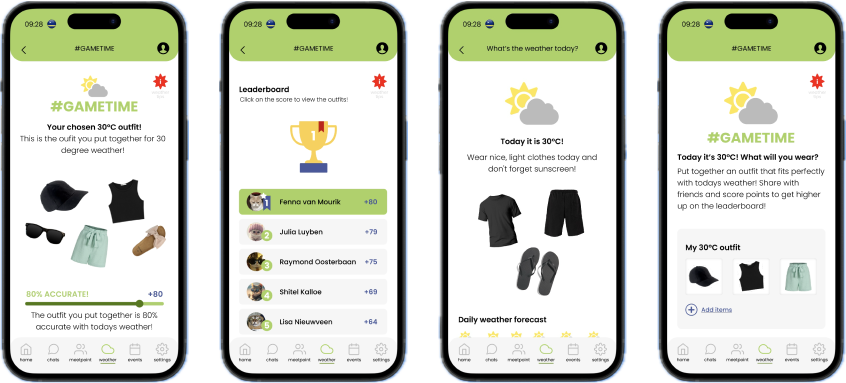 09:28
#GAMETIME
#GAMETIME
Your chosen 30°C outfit!
This is the oufit you put together for 30
degree weather!
80% ACCURATE!
+80
The outfit you put together is 80%
accurate with todays weather!
home
chats
meetpoint
weather
events
settings
09:28
#GAMETIME
Leaderboard
Click on the score to view the outfits!
1
1
Fenna van Mourik
+80
2
Julia Luyben
+79
3
Raymond Oosterbaan
+75
4
Shitel Kalloe
+69
5
Lisa Nieuwveen
+64
home
chats
meetpoint
weather
events
settings
09:28
What's the weather today?
Today it is 30°C!
Wear nice, light clothes today and
don't forget sunscreen!
Daily weather forecast
home
chats
meetpoint
weather
events
settings
09:28
#GAMETIME
#GAMETIME
Today it's 30°C! What will you wear?
Put together an outfit that fits perfectly
with todays weather! Share with
friends and score points to get higher
up on the leaderboard!
My 30°C outfit
Add items
home
chats
meetpoint
weather
events
settings